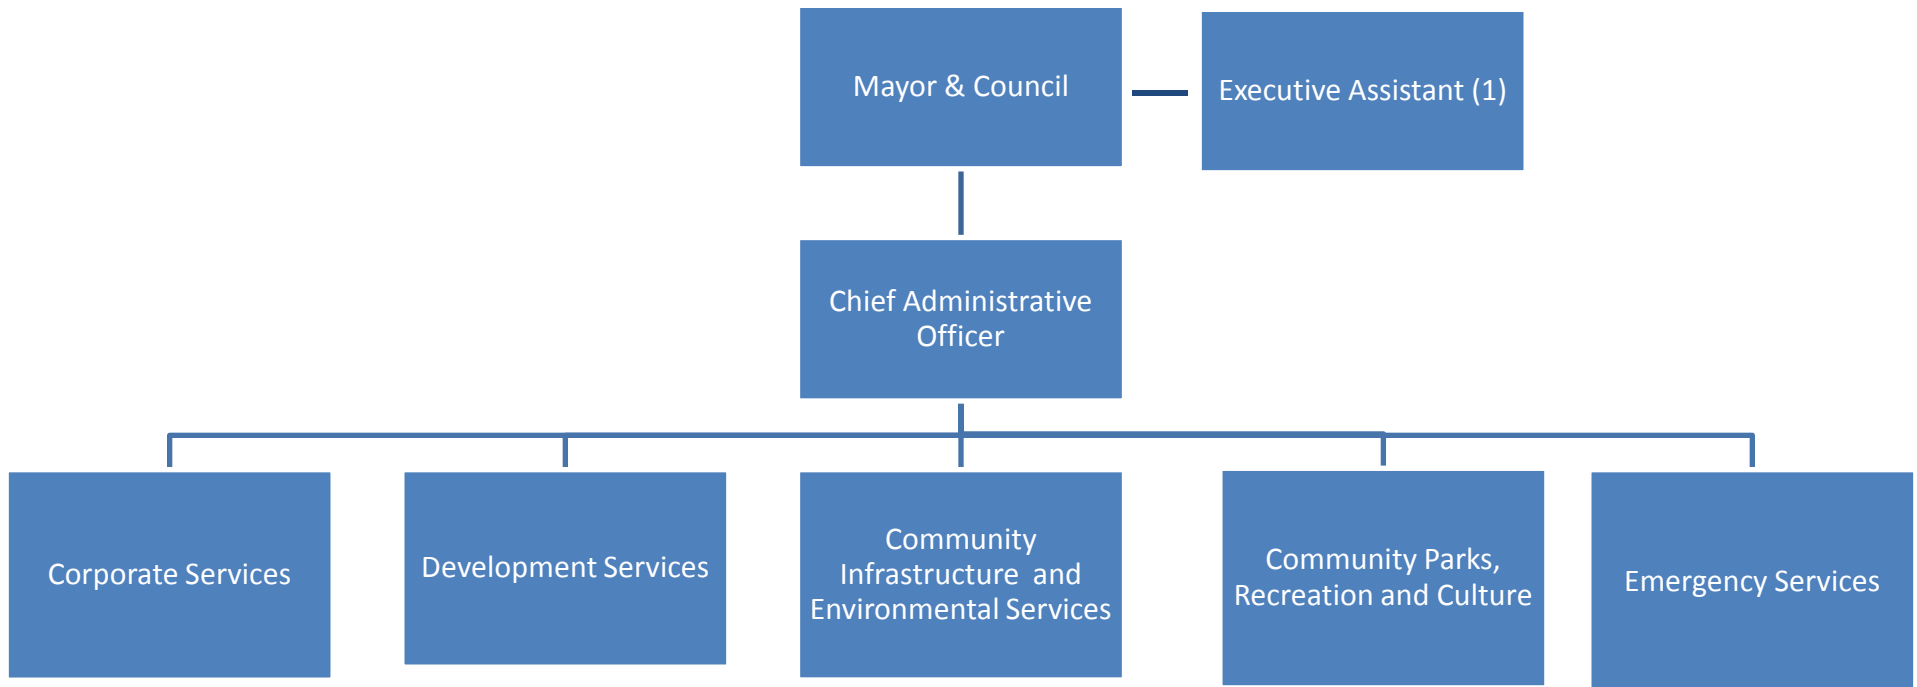 Mayor & Council
Executive Assistant (1)
Chief Administrative
Officer
Corporate Services
Development Services
Community
Infrastructure  and
Environmental Services
Community Parks,
Recreation and Culture
Emergency Services